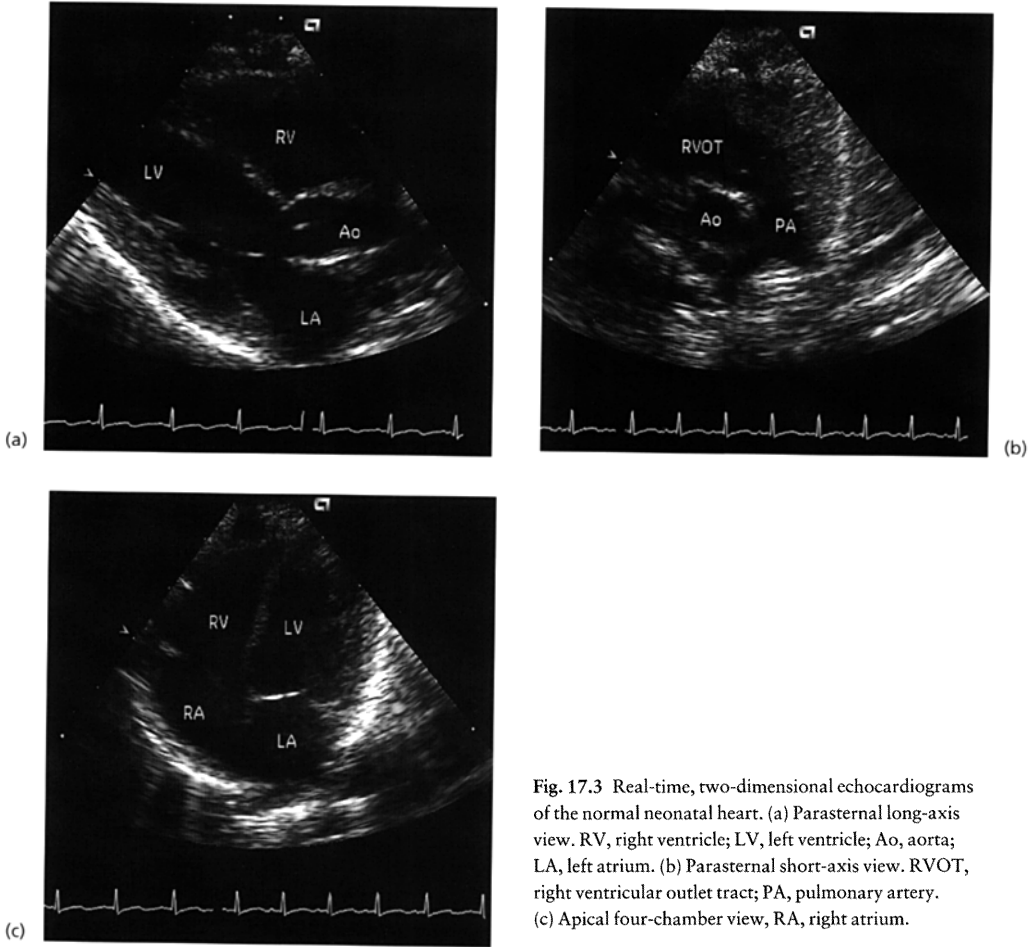 RV
LV
Ao
LA
(a)
RVOT
Ao
PA
(b)
RV
LV
RA
LA
(c)
Fig. 17.3 Real-time, two-dimensional echocardiograms
of the normal neonatal heart. (a) Parasternal long-axis
view. RV, right ventricle; LV, left ventricle; Ao, aorta;
LA, left atrium. (b) Parasternal short-axis view. RVOT,
right ventricular outlet tract; PA, pulmonary artery.
(c) Apical four-chamber view, RA, right atrium.